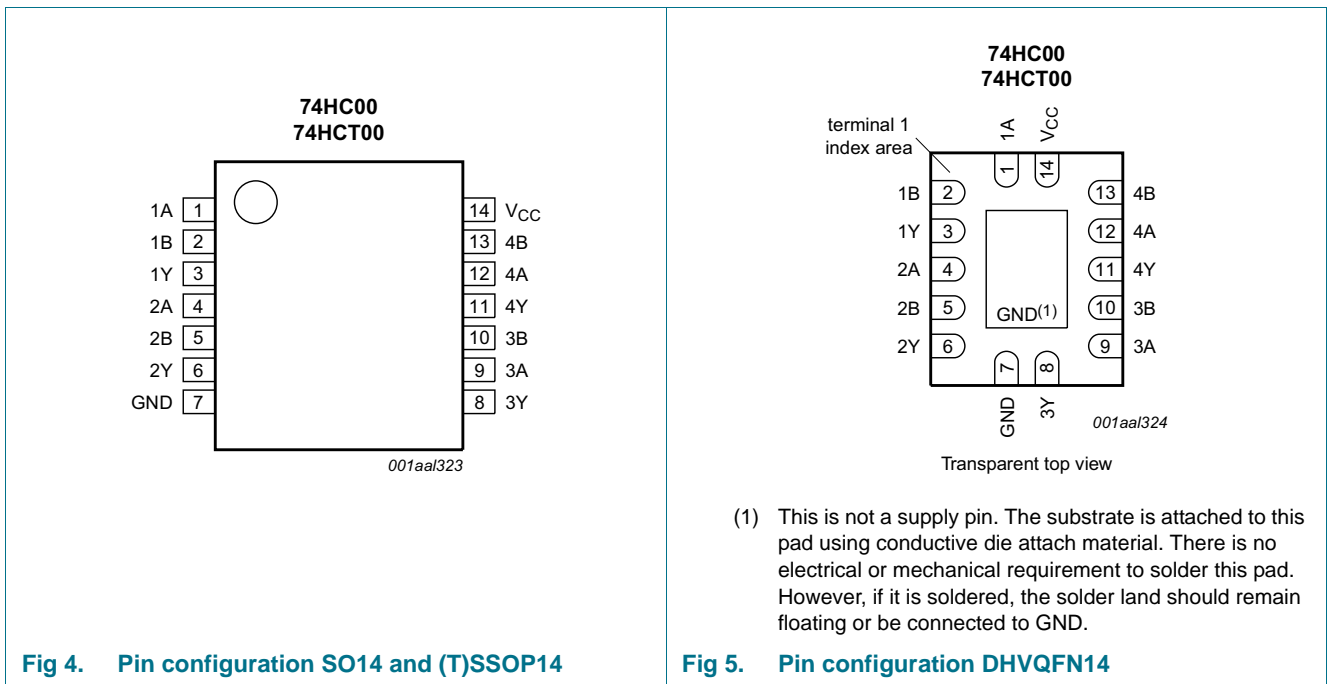 74HC00
74HCT00
1A 1
1B 2
1Y 3
2A 4
2B 5
2Y 6
GND 7
14 VCC
13 4B
12 4A
11 4Y
10 3B
9 3A
8 3Y
001aal323
Fig 4. Pin configuration SO14 and (T)SSOP14
74HC00
74HCT00
terminal 1
index area
1A
VCC
1
14
1B 2
1Y 3
2A 4
2B 5
2Y 6
13 4B
12 4A
11 4Y
10 3B
9 3A
GND(1)
7
8
GND
3Y
001aal324
Transparent top view
(1) This is not a supply pin. The substrate is attached to this
pad using conductive die attach material. There is no
electrical or mechanical requirement to solder this pad.
However, if it is soldered, the solder land should remain
floating or be connected to GND.
Fig 5. Pin configuration DHVQFN14